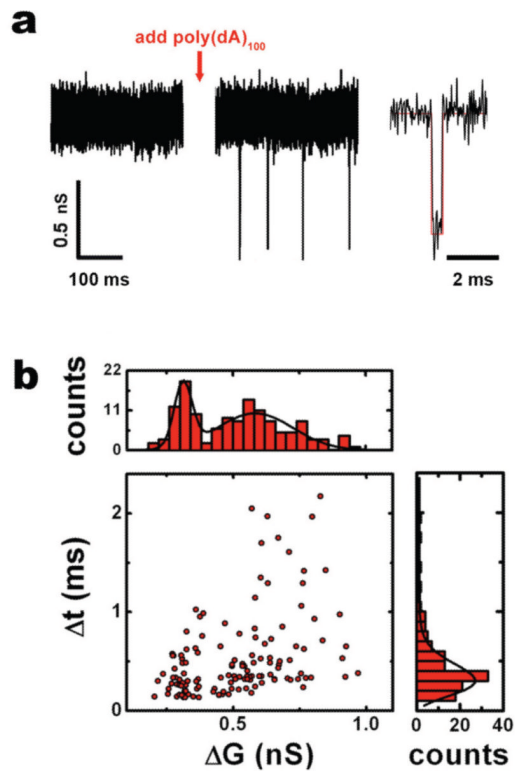 a
add poly(dA)100
0.5 nS
100 ms
2 ms
b
counts
22
11
0
Δt (ms)
2
1
0
0.5
1.0
ΔG (nS)
0
20
40
counts